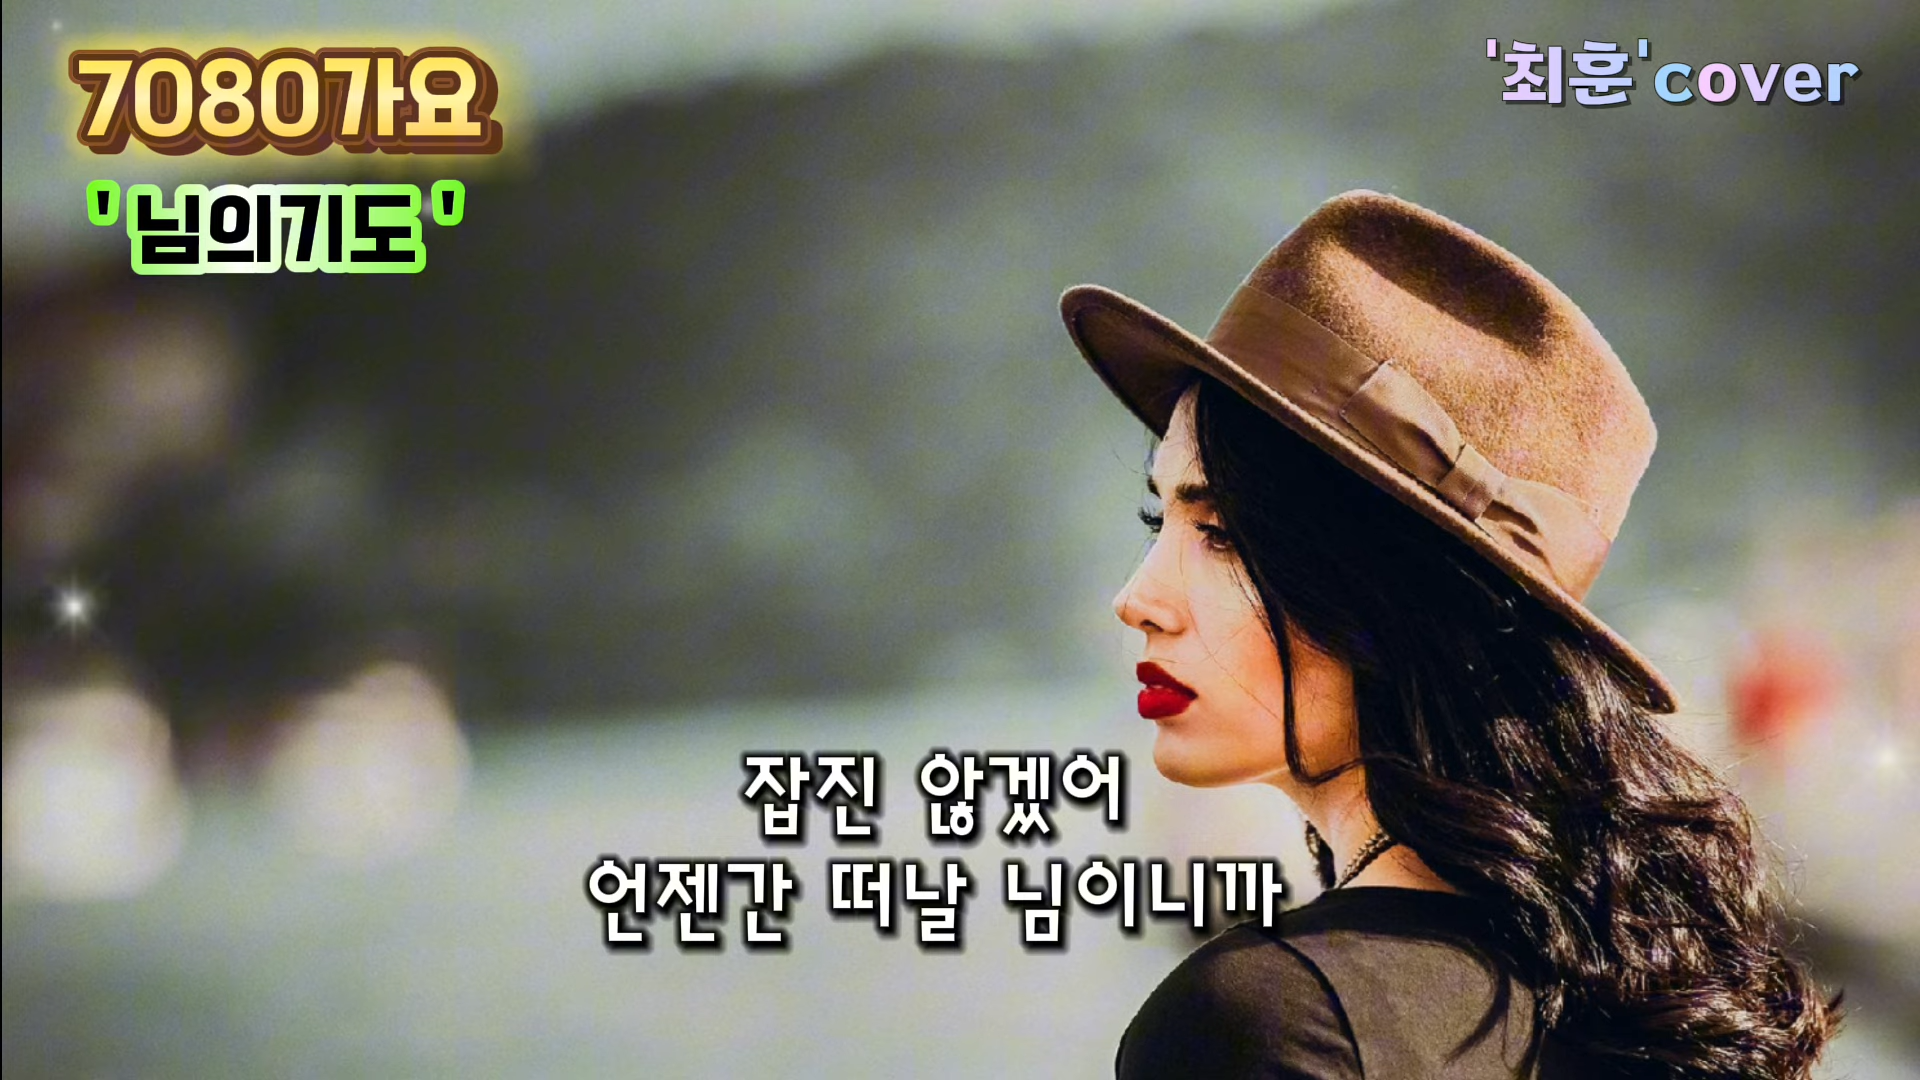 7080가요
'님의기도'
'최훈'cover
잡진 않겠어
언젠간 떠날 님이니까